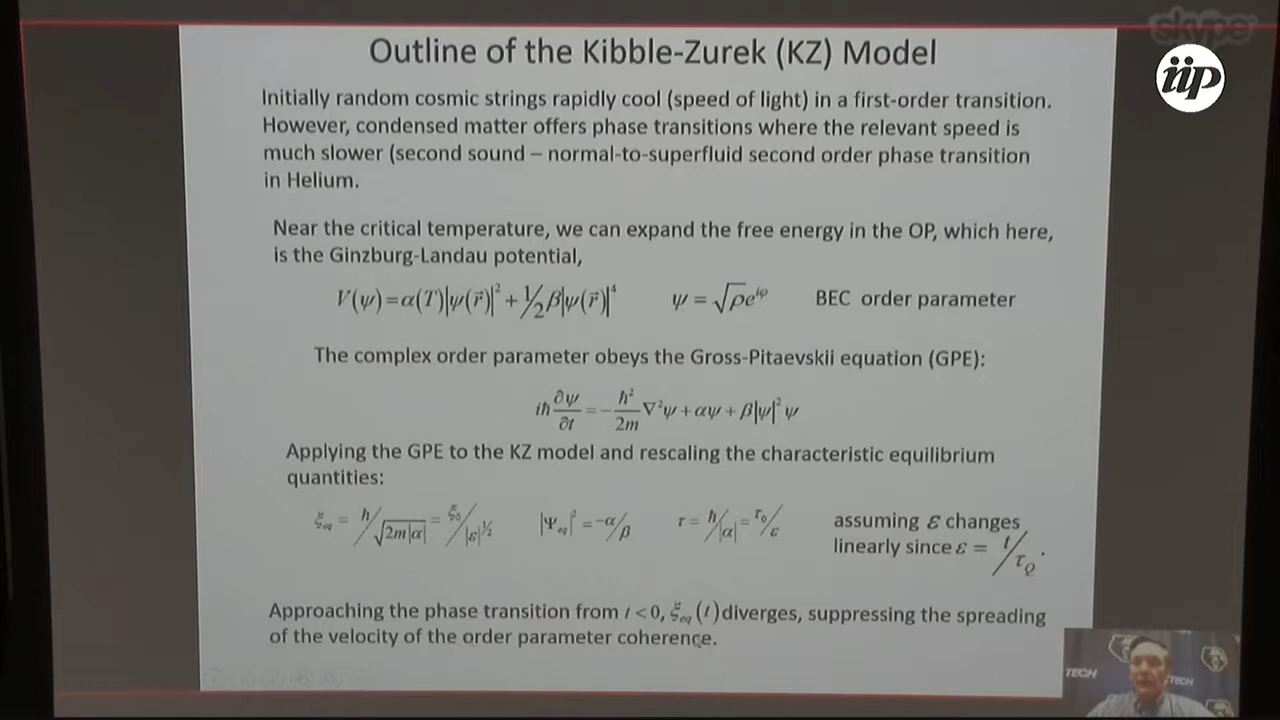 skype
iip
Outline of the Kibble-Zurek (KZ) Model
Initially random cosmic strings rapidly cool (speed of light) in a first-order transition.
However, condensed matter offers phase transitions where the relevant speed is
much slower (second sound – normal-to-superfluid second order phase transition
in Helium.
Near the critical temperature, we can expand the free energy in the OP, which here,
is the Ginzburg-Landau potential,
V(ψ)=α(T)|ψ(r⃗)|² + ½β|ψ(r⃗)|⁴ ψ = √ρe^{iφ} BEC order parameter
The complex order parameter obeys the Gross-Pitaevskii equation (GPE):
iħ ∂ψ/∂t = −ħ²/2m ∇²ψ + αψ + β|ψ|²ψ
Applying the GPE to the KZ model and rescaling the characteristic equilibrium
quantities:
ξ_eq = ħ/√2m|α| = ξ₀/|ε|^½ |Ψ_eq|² = −α/β τ = ħ/|α| = τ₀/ε assuming ε changes
linearly since ε = t/τ_Q .
Approaching the phase transition from t < 0, ξ_eq(t) diverges, suppressing the spreading
of the velocity of the order parameter coherence.
TECH
TECH